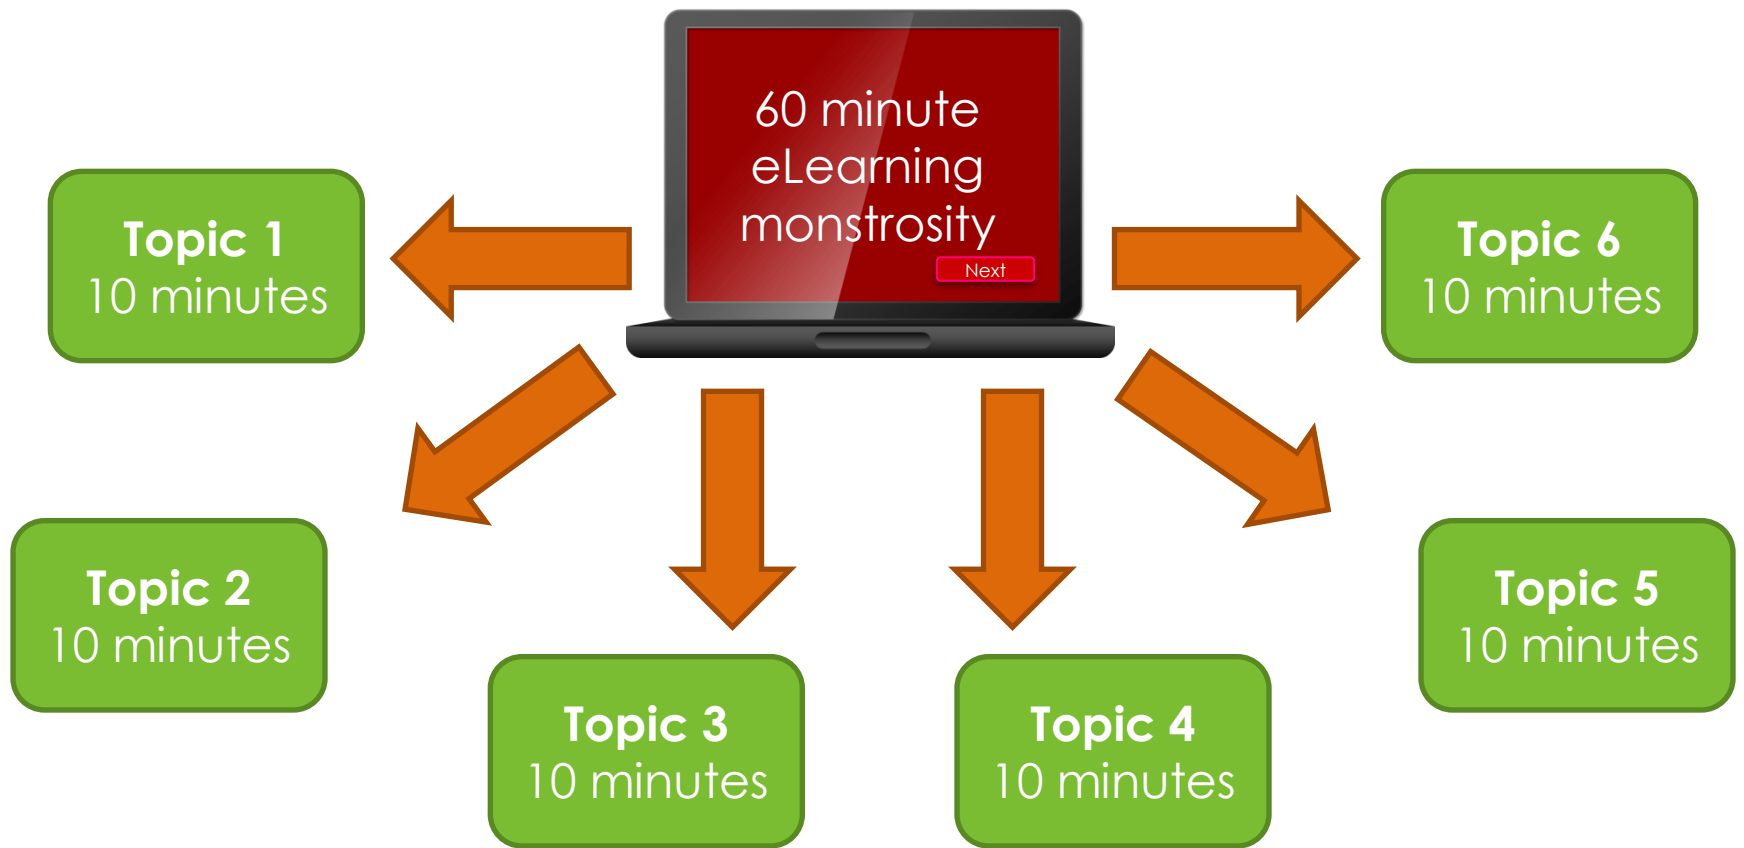 60 minute
eLearning
monstrosity
Next
Topic 1
10 minutes
Topic 2
10 minutes
Topic 3
10 minutes
Topic 4
10 minutes
Topic 5
10 minutes
Topic 6
10 minutes